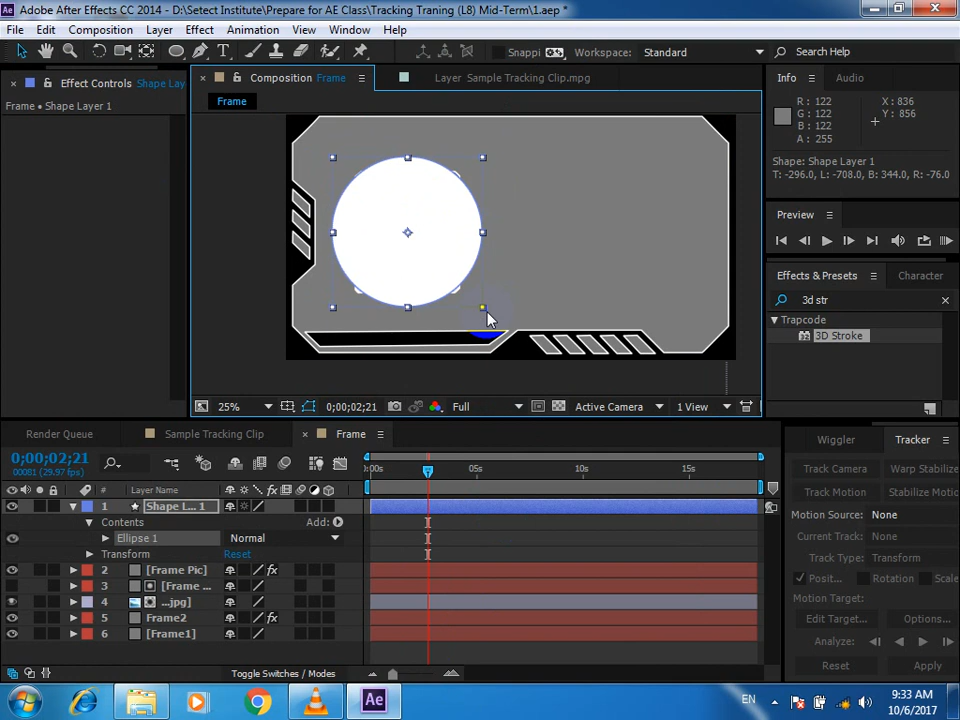 Adobe After Effects CC 2014 - D:\Setect Institute\Prepare for AE Class\Tracking Traning (L8) Mid-Term\1.aep *
File Edit Composition Layer Effect Animation View Window Help
Snappi Workspace: Standard Search Help
Effect Controls Shape Lay
Composition Frame
Layer Sample Tracking Clip.mpg
Info Audio
Frame • Shape Layer 1
Frame
R : 122 X : 836
G : 122 Y : 856
B : 122
A : 255
Shape: Shape Layer 1
T: -296.0, L: -708.0, B: 344.0, R: -76.0
Preview
Effects & Presets Character
3d str
Trapcode
3D Stroke
25% 0;00;02;21 Full Active Camera 1 View
Render Queue Sample Tracking Clip Frame
Wiggler Tracker
0;00;02;21
00081 (29.97 fps)
0:00s 05s 10s 15s
Track Camera Warp Stabilize
Track Motion Stabilize Motio
# Layer Name
1 Shape L... 1
Motion Source: None
Contents Add:
Current Track: None
Ellipse 1 Normal
Transform Reset
Track Type: Transform
2 [Frame Pic]
Posit... Rotation Scale
3 [Frame ...
Motion Target:
4 ...jpg]
5 Frame2
Edit Target... Options...
6 [Frame1]
Analyze:
Reset Apply
Toggle Switches / Modes
EN 9:33 AM
10/6/2017